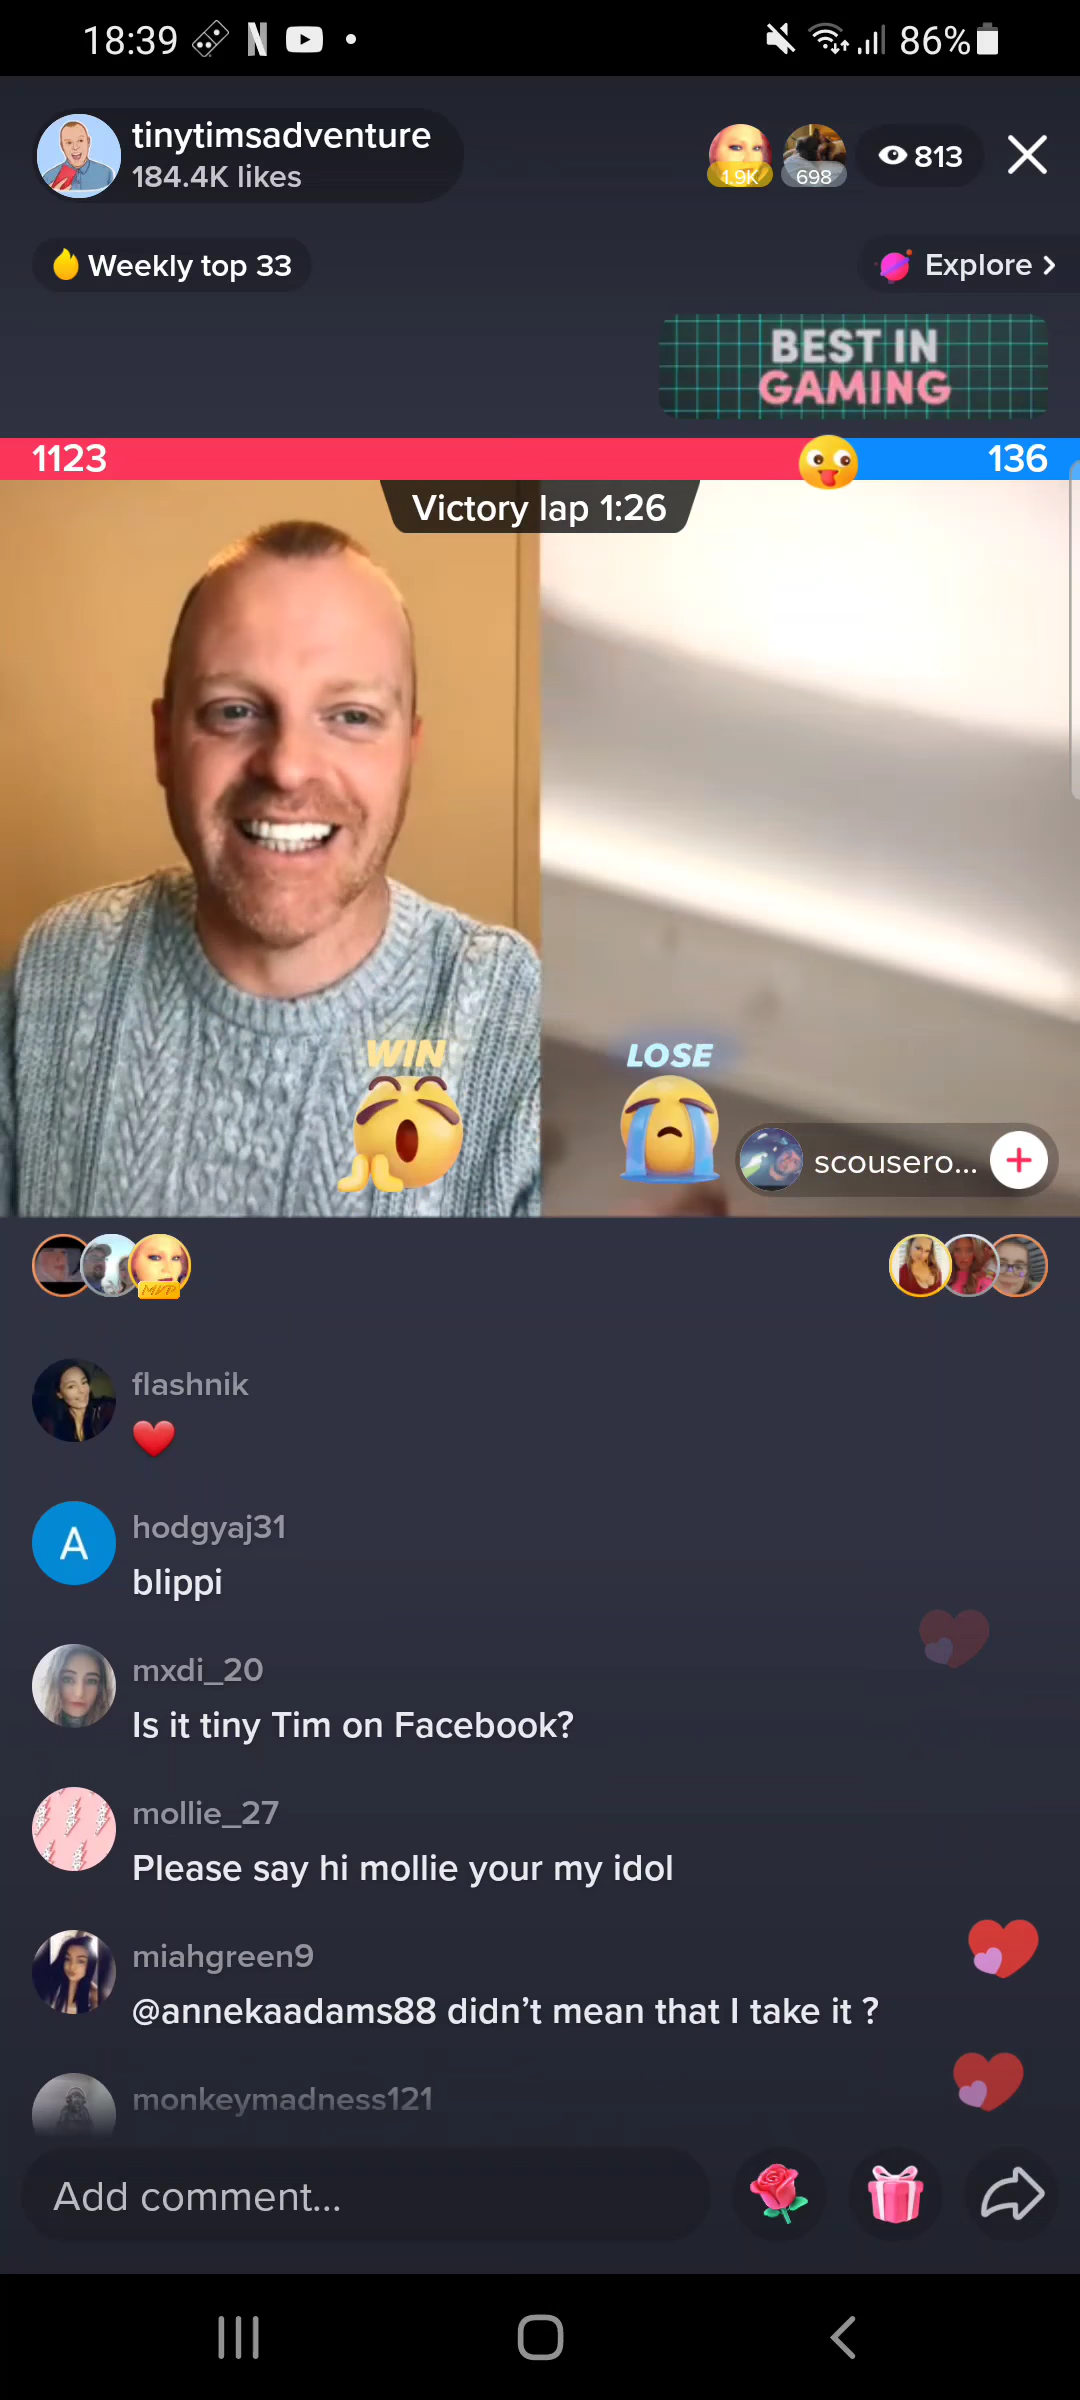 18:39
86%
tinytimsadventure
184.4K likes
1.9K
698
813
Weekly top 33
Explore
BEST IN
GAMING
1123
136
Victory lap 1:26
WIN
LOSE
scousero...
MVP
flashnik
A
hodgyaj31
blippi
mxdi_20
Is it tiny Tim on Facebook?
mollie_27
Please say hi mollie your my idol
miahgreen9
@annekaadams88 didn’t mean that I take it ?
monkeymadness121
Add comment...